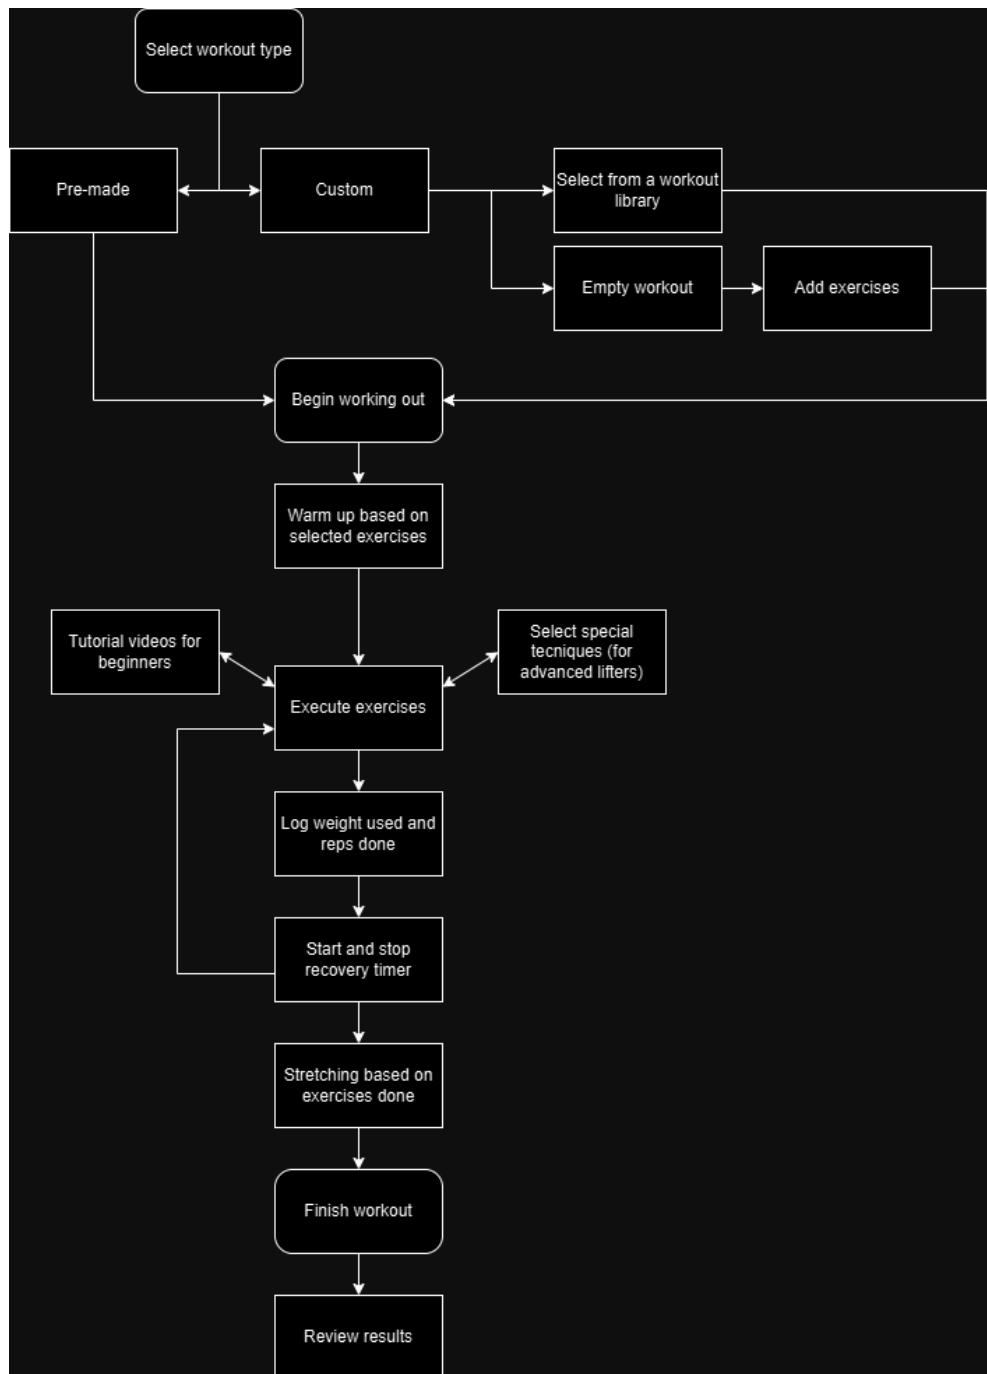 Select workout type
Pre-made
Custom
Select from a workout
library
Empty workout
Add exercises
Begin working out
Warm up based on
selected exercises
Tutorial videos for
beginners
Select special
tecniques (for
advanced lifters)
Execute exercises
Log weight used and
reps done
Start and stop
recovery timer
Stretching based on
exercises done
Finish workout
Review results